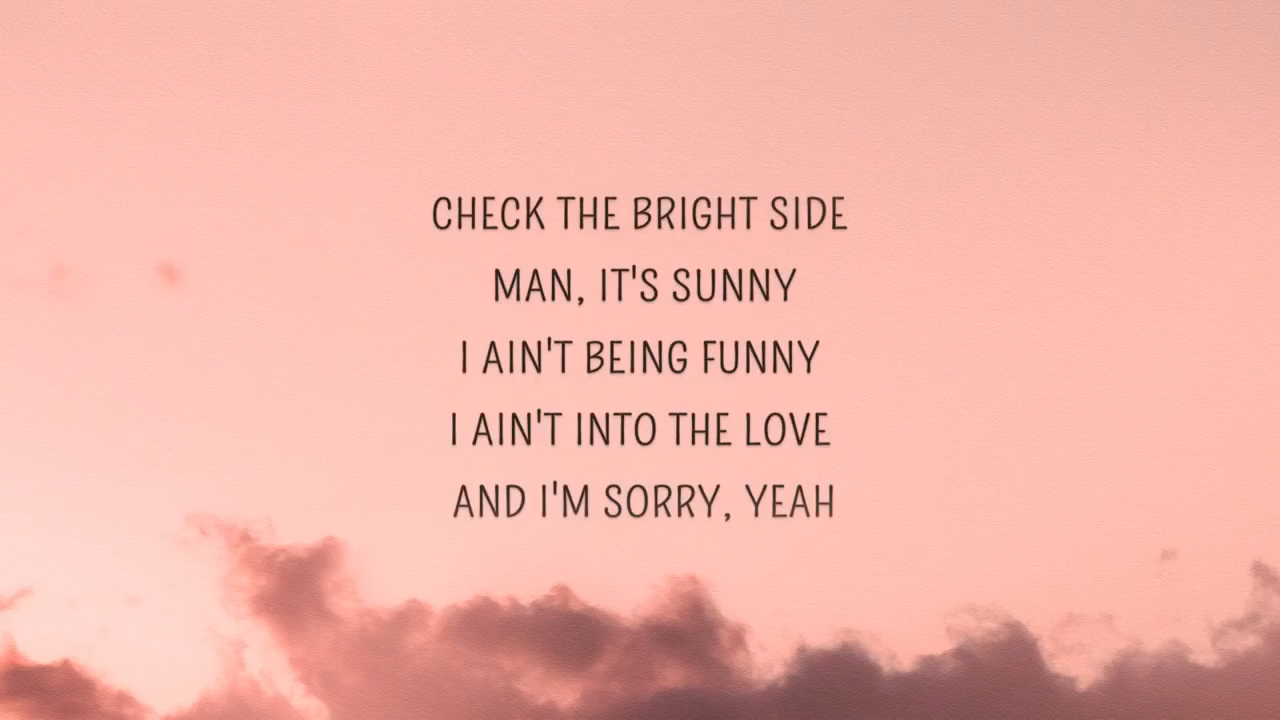 CHECK THE BRIGHT SIDE
MAN, IT'S SUNNY
I AIN'T BEING FUNNY
I AIN'T INTO THE LOVE
AND I'M SORRY, YEAH